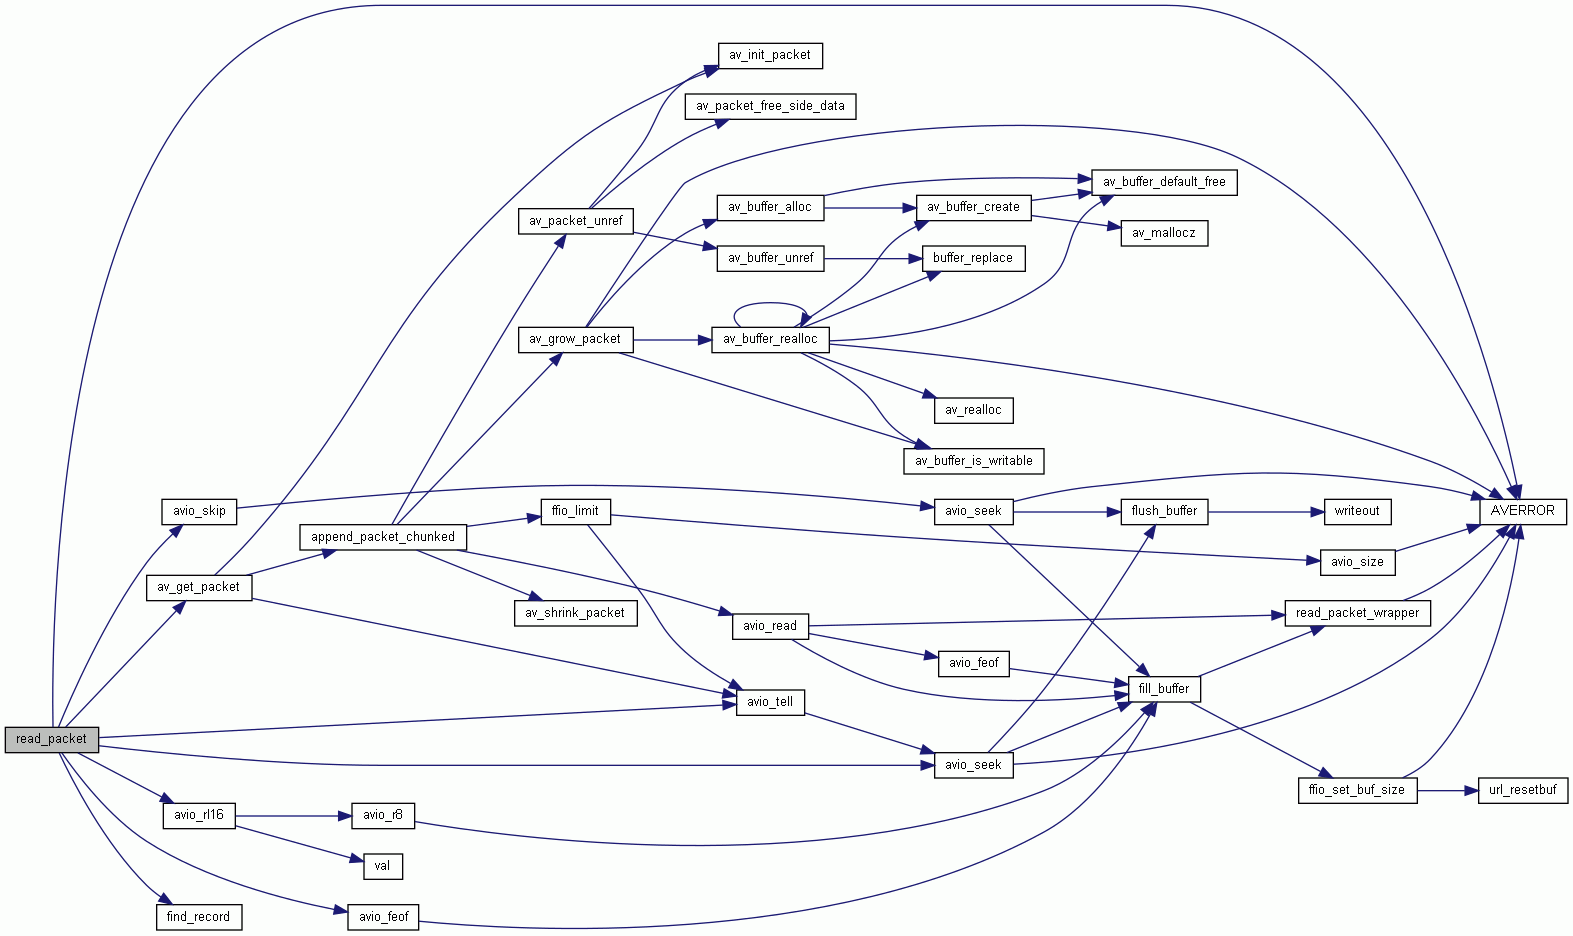 av_init_packet
av_packet_free_side_data
av_buffer_default_free
av_buffer_alloc
av_buffer_create
av_packet_unref
av_mallocz
av_buffer_unref
buffer_replace
av_grow_packet
av_buffer_realloc
av_realloc
av_buffer_is_writable
avio_skip
ffio_limit
avio_seek
flush_buffer
writeout
AVERROR
append_packet_chunked
avio_size
av_get_packet
av_shrink_packet
read_packet_wrapper
avio_read
avio_feof
fill_buffer
avio_tell
read_packet
avio_seek
ffio_set_buf_size
url_resetbuf
avio_rl16
avio_r8
val
find_record
avio_feof